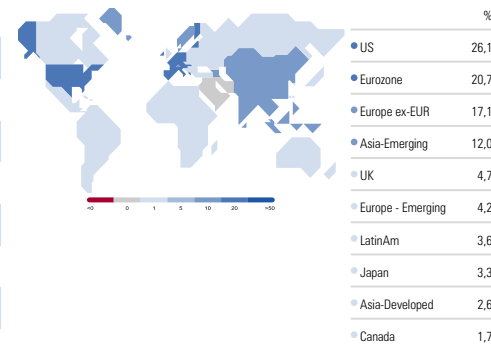 %
US 26,1
Eurozone 20,7
Europe ex-EUR 17,1
Asia-Emerging 12,0
UK 4,7
Europe - Emerging 4,2
LatinAm 3,6
Japan 3,3
Asia-Developed 2,6
Canada 1,7
<0 0 1 5 10 20 >50